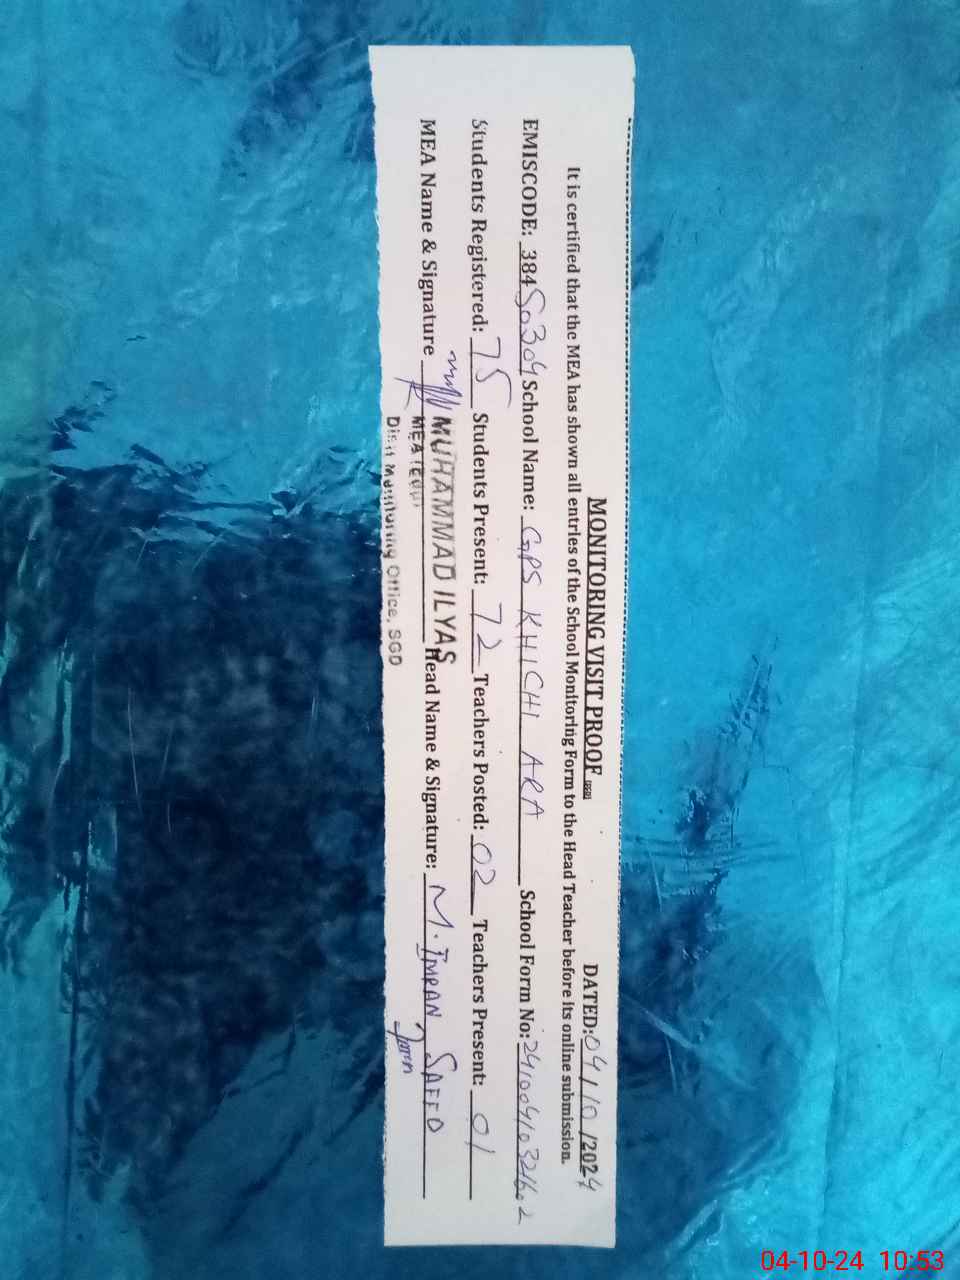 MONITORING VISIT PROOF DATED: 04/10/2024
It is certified that the MEA has shown all entries of the School Monitoring Form to the Head Teacher before its online submission.
EMISCODE: 38450304 School Name: GPS KHICHI ARA School Form No:
Students Registered: 75 Students Present: 72 Teachers Posted: 02 Teachers Present: 01
MEA Name & Signature MUHAMMAD ILYAS Head Name & Signature: M. IMRAN SAEED
MEA (EDU)
Distt Monitoring Office, SGD
04-10-24 10:53